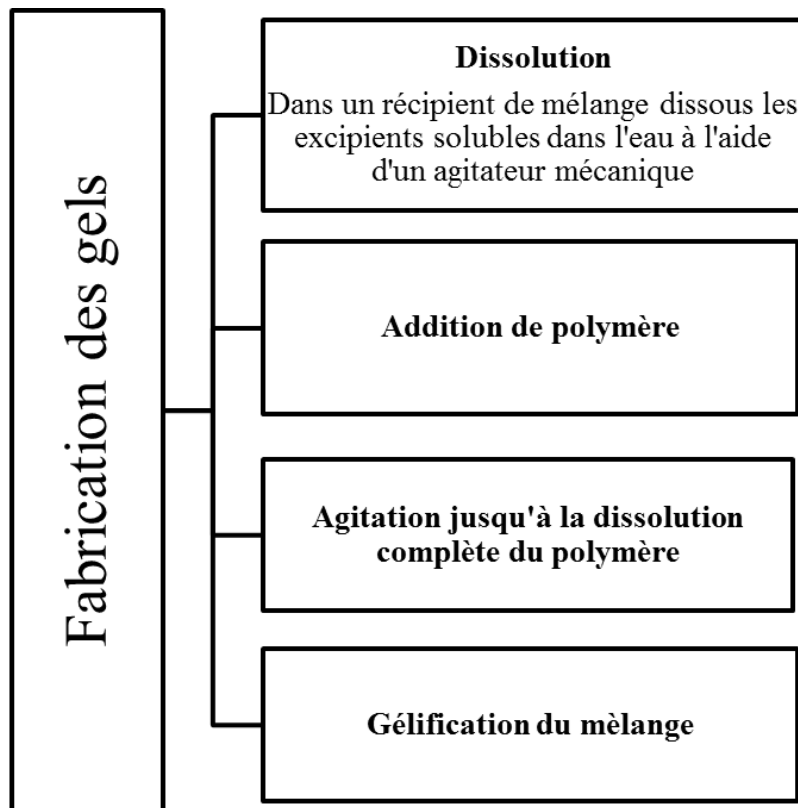 Fabrication des gels
Dissolution
Dans un récipient de mélange dissous les
excipients solubles dans l'eau à l'aide
d'un agitateur mécanique
Addition de polymère
Agitation jusqu'à la dissolution
complète du polymère
Gélification du mèlange